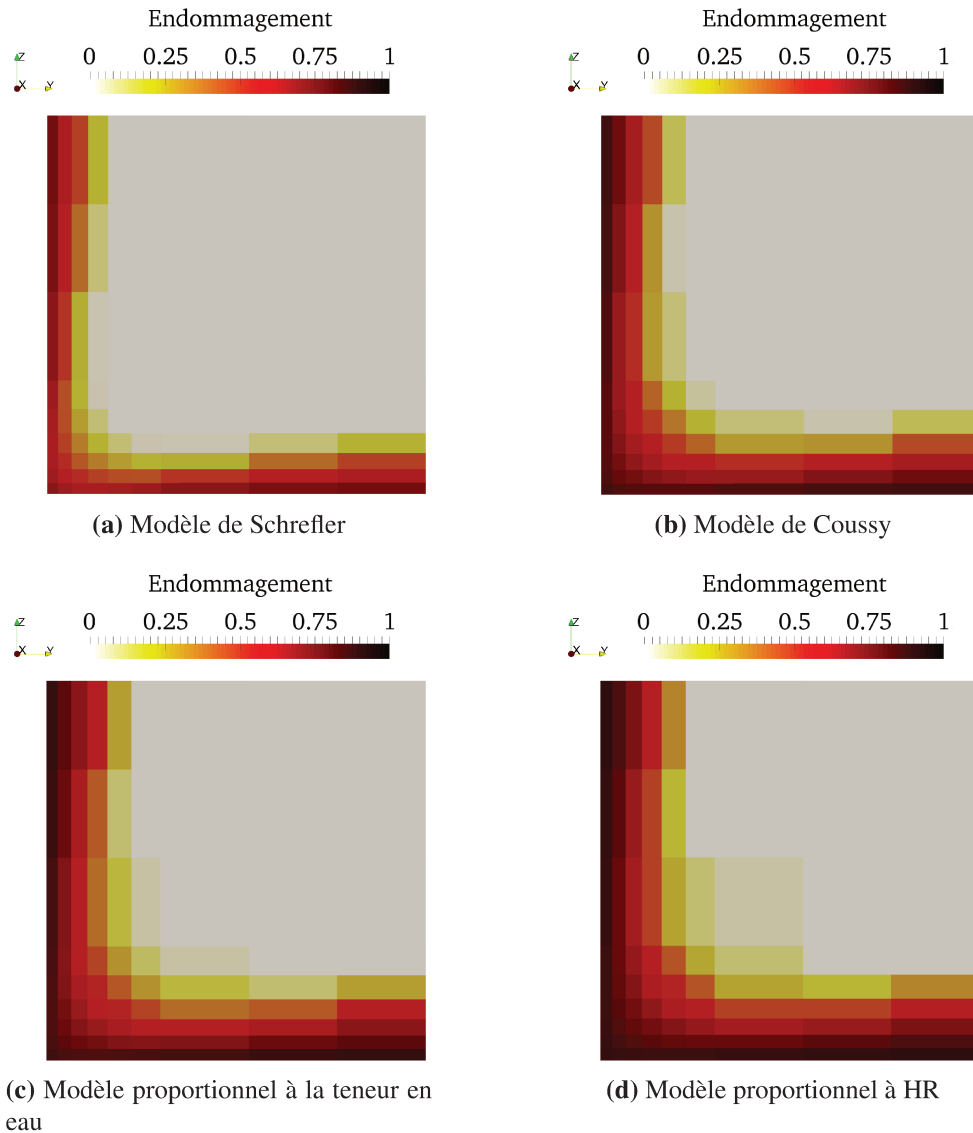 Endommagement
Z X Y 0 0.25 0.5 0.75 1
(a) Modèle de Schrefler
Endommagement
Z X Y 0 0.25 0.5 0.75 1
(b) Modèle de Coussy
Endommagement
Z X Y 0 0.25 0.5 0.75 1
(c) Modèle proportionnel à la teneur en
eau
Endommagement
Z X Y 0 0.25 0.5 0.75 1
(d) Modèle proportionnel à HR